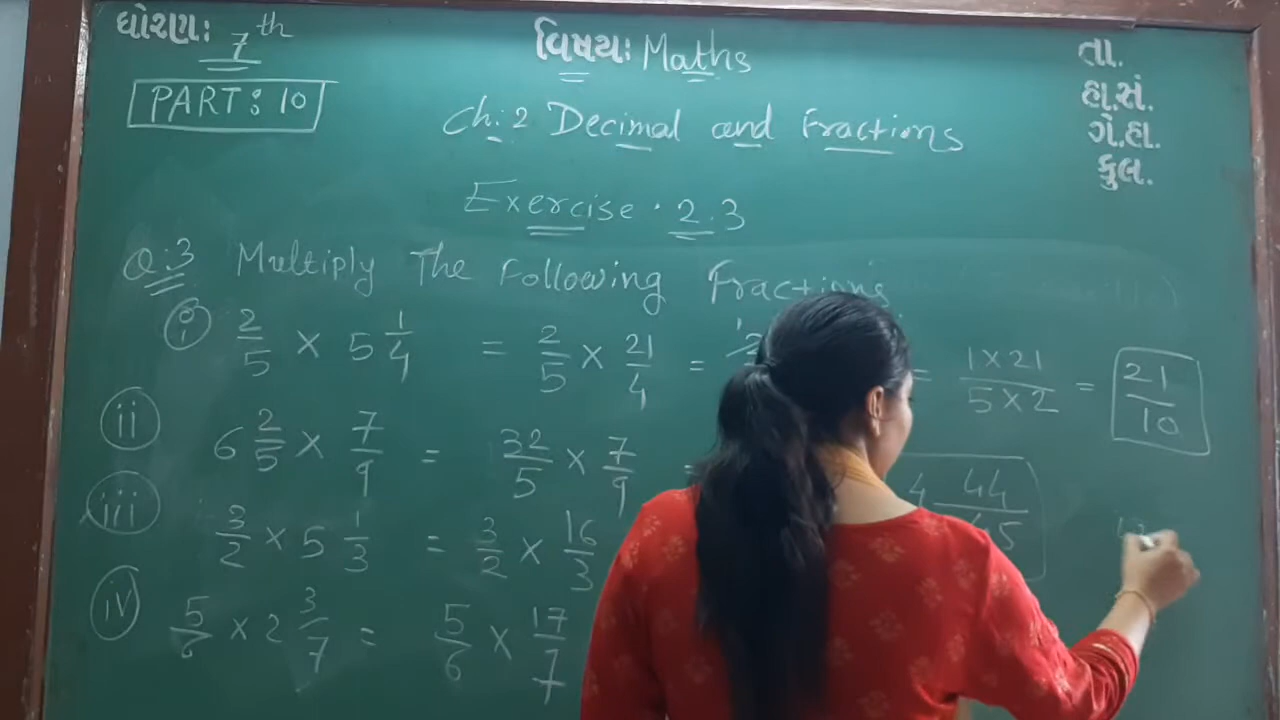 ધોરણ: 7th વિષય: Maths તા.
PART: 10 હા.સં.
Ch: 2 Decimal and Fractions ગે.હા.
કુલ.
Exercise. 2.3
Q:3 Multiply The Following Fractions
(i) 2/5 × 5 1/4 = 2/5 × 21/4 = = 1×21/5×2 = 21/10
(ii) 6 2/5 × 7/9 = 32/5 × 7/9 = 4 44/45
(iii) 3/2 × 5 1/3 = 3/2 × 16/3
(iv) 5/6 × 2 3/7 = 5/6 × 17/7